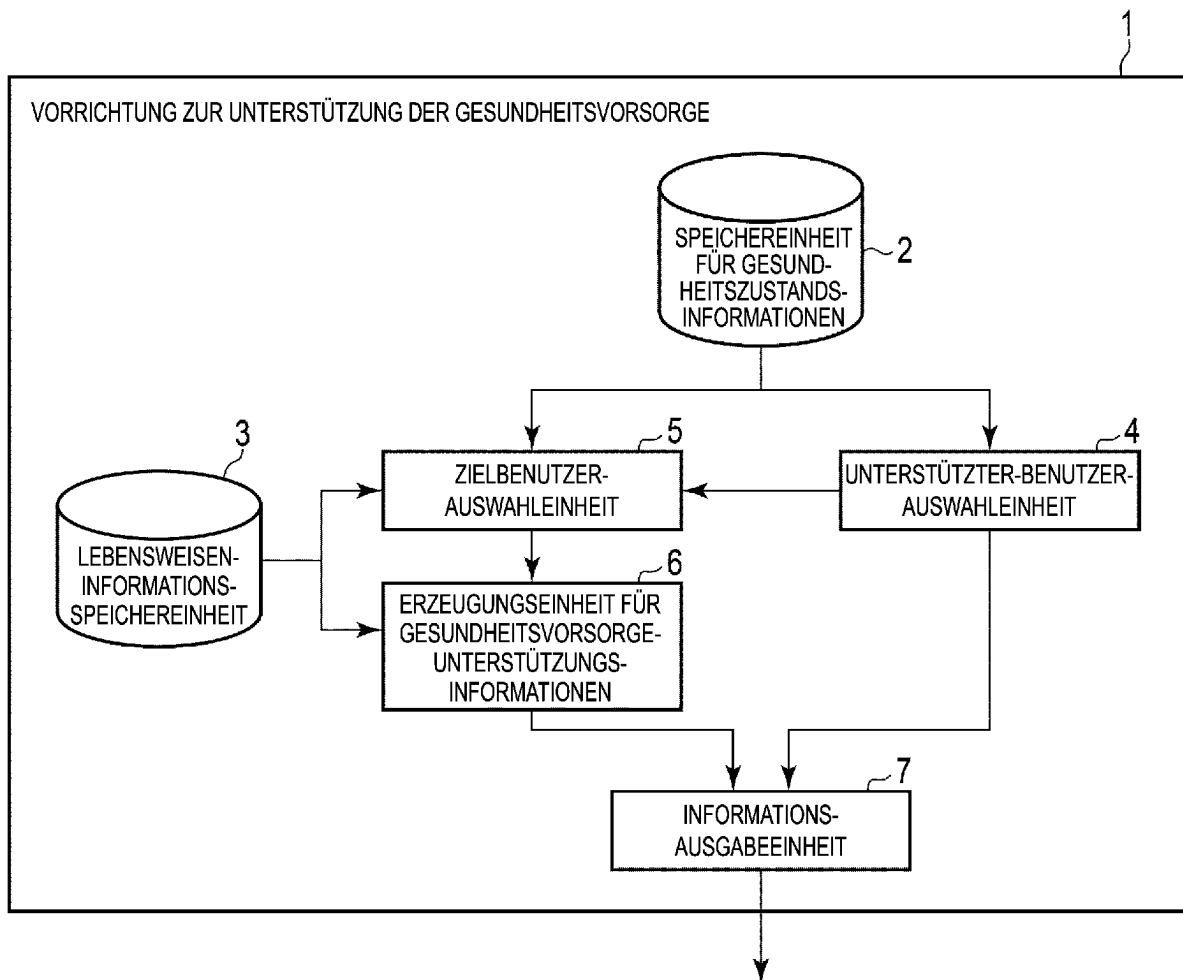 1
VORRICHTUNG ZUR UNTERSTÜTZUNG DER GESUNDHEITSVORSORGE
SPEICHEREINHEIT
FÜR GESUND-
HEITSZUSTANDS-
INFORMATIONEN
2
3
LEBENSWEISEN-
INFORMATIONS-
SPEICHEREINHEIT
5
ZIELBENUTZER-
AUSWAHLEINHEIT
4
UNTERSTÜTZTER-BENUTZER-
AUSWAHLEINHEIT
6
ERZEUGUNGSEINHEIT FÜR
GESUNDHEITSVORSORGE-
UNTERSTÜTZUNGS-
INFORMATIONEN
7
INFORMATIONS-
AUSGABEEINHEIT